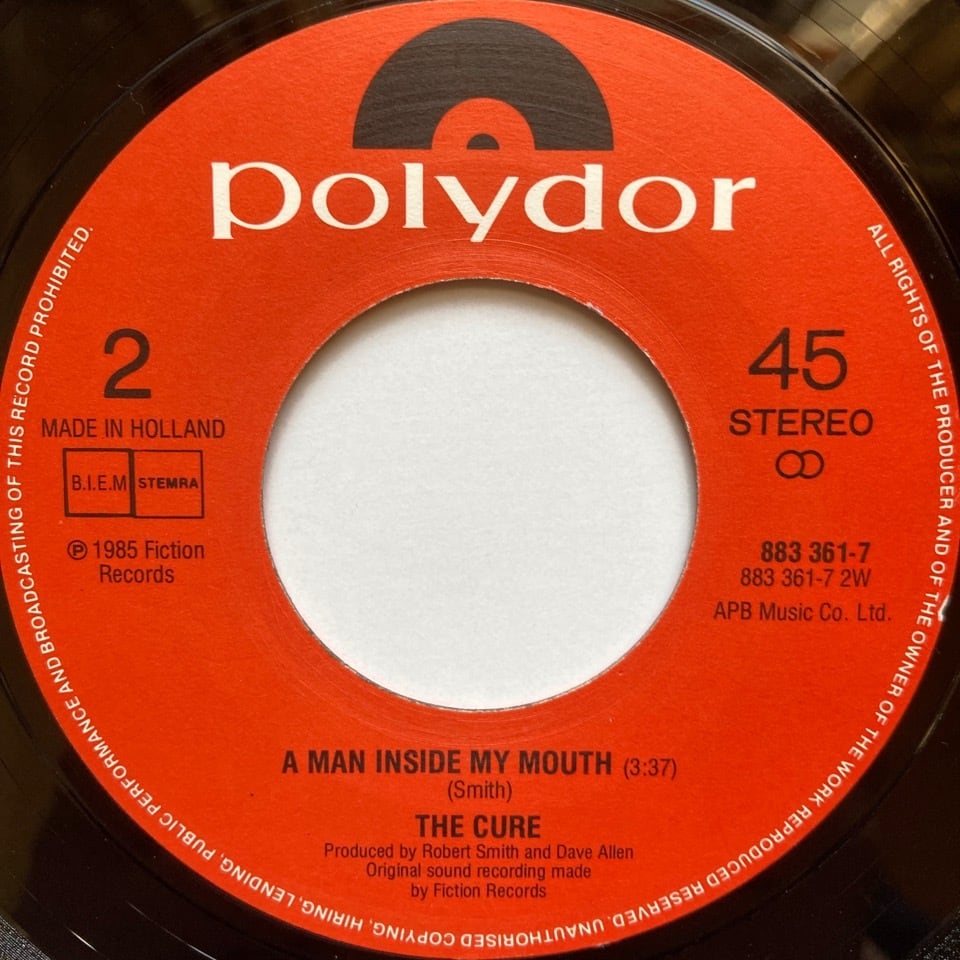 polydor
2
MADE IN HOLLAND
B.I.E.M STEMRA
℗ 1985 Fiction
Records
45
STEREO
883 361-7
883 361-7 2W
APB Music Co. Ltd.
A MAN INSIDE MY MOUTH (3:37)
(Smith)
THE CURE
Produced by Robert Smith and Dave Allen
Original sound recording made
by Fiction Records
ALL RIGHTS OF THE PRODUCER AND OF THE OWNER OF THE WORK REPRODUCED RESERVED. UNAUTHORISED COPYING, HIRING, LENDING, PUBLIC PERFORMANCE AND BROADCASTING OF THIS RECORD PROHIBITED.